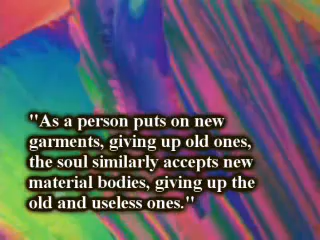 "As a person puts on new
garments, giving up old ones,
the soul similarly accepts new
material bodies, giving up the
old and useless ones."